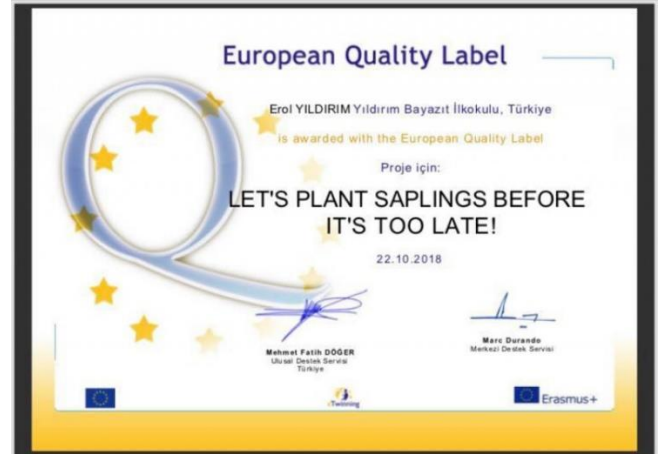 European Quality Label
Erol YILDIRIM Yıldırım Bayazıt İlkokulu, Türkiye
is awarded with the European Quality Label
Proje için:
LET'S PLANT SAPLINGS BEFORE
IT'S TOO LATE!
22.10.2018
Mehmet Fatih DÖĞER
Ulusal Destek Servisi
Türkiye
Marc Durando
Merkezi Destek Servisi
eTwinning
Erasmus+